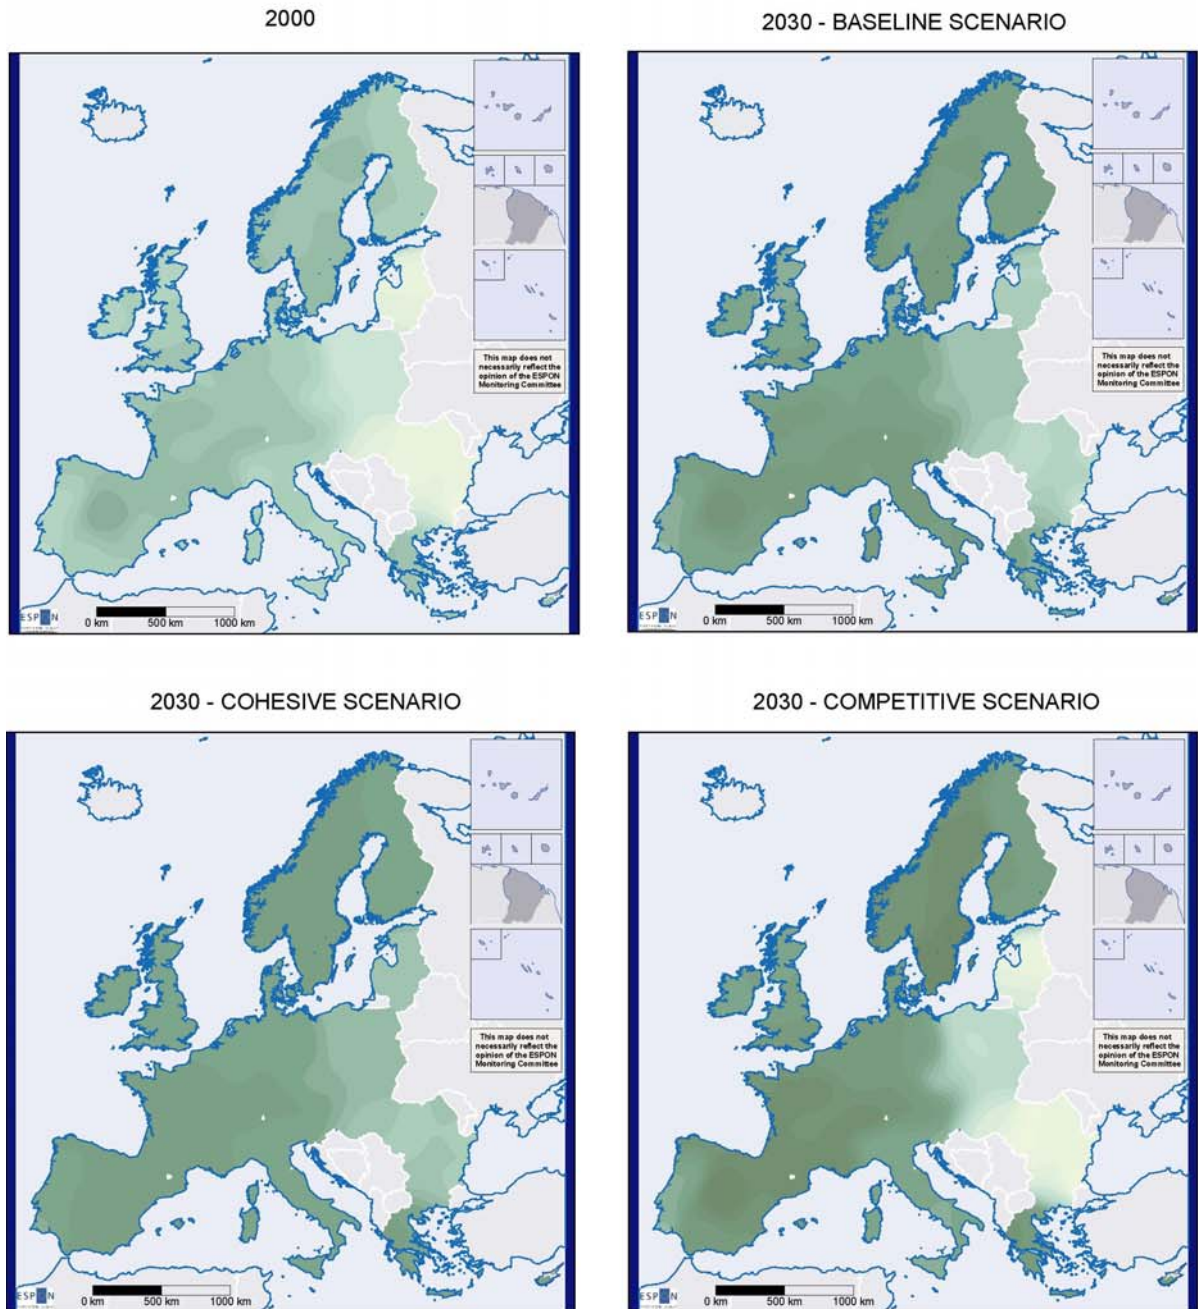 2000
2030 - BASELINE SCENARIO
This map does not
necessarily reflect the
opinion of the ESPON
Monitoring Committee
ESPON
0 km 500 km 1000 km
This map does not
necessarily reflect the
opinion of the ESPON
Monitoring Committee
ESPON
0 km 500 km 1000 km
2030 - COHESIVE SCENARIO
2030 - COMPETITIVE SCENARIO
This map does not
necessarily reflect the
opinion of the ESPON
Monitoring Committee
ESPON
0 km 500 km 1000 km
This map does not
necessarily reflect the
opinion of the ESPON
Monitoring Committee
ESPON
0 km 500 km 1000 km